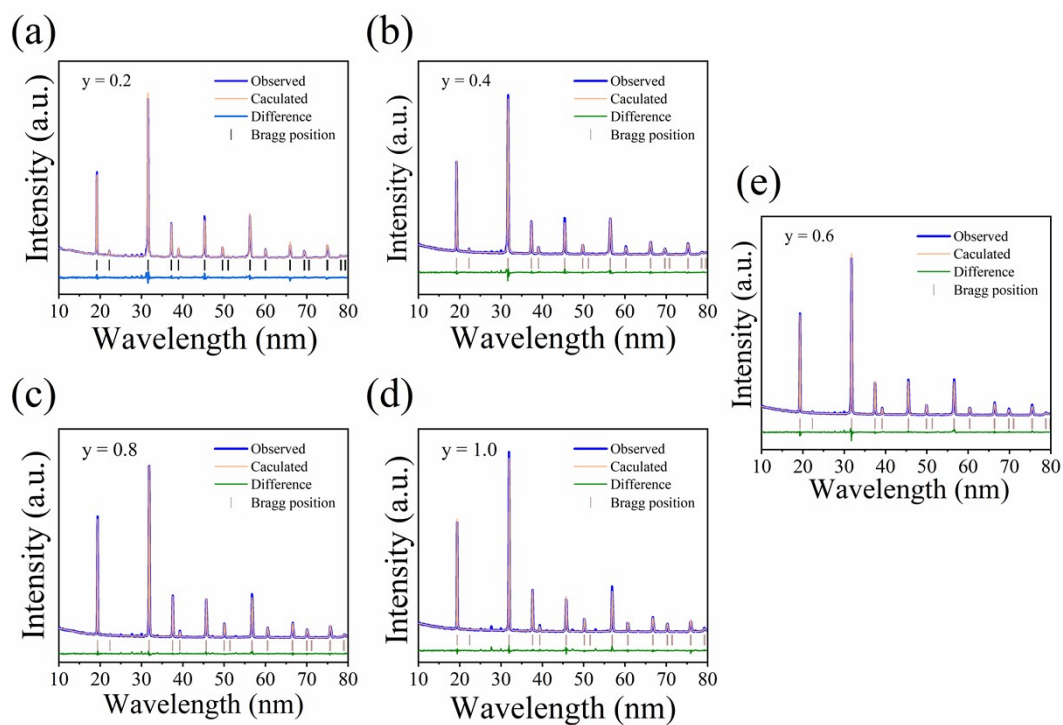 (a)
y = 0.2
Observed
Caculated
Difference
Bragg position
Intensity (a.u.)
10 20 30 40 50 60 70 80
Wavelength (nm)
(b)
y = 0.4
Observed
Caculated
Difference
Bragg position
Intensity (a.u.)
10 20 30 40 50 60 70 80
Wavelength (nm)
(c)
y = 0.8
Observed
Caculated
Difference
Bragg position
Intensity (a.u.)
10 20 30 40 50 60 70 80
Wavelength (nm)
(d)
y = 1.0
Observed
Caculated
Difference
Bragg position
Intensity (a.u.)
10 20 30 40 50 60 70 80
Wavelength (nm)
(e)
y = 0.6
Observed
Caculated
Difference
Bragg position
Intensity (a.u.)
10 20 30 40 50 60 70 80
Wavelength (nm)